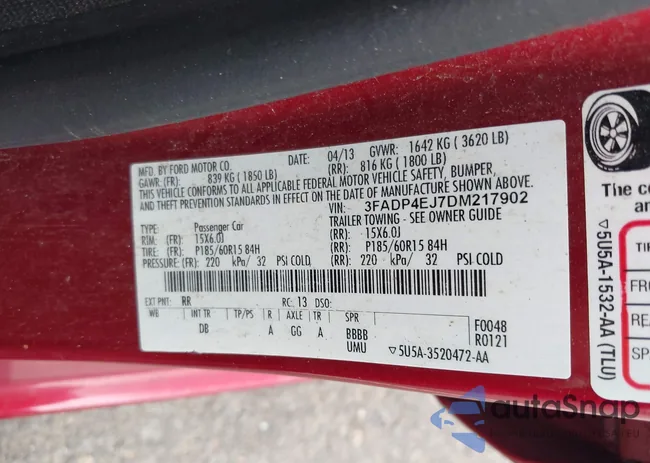 MFD. BY FORD MOTOR CO.
DATE: 04/13 GVWR: 1642 KG ( 3620 LB)
GAWR: (FR): 839 KG ( 1850 LB) (RR): 816 KG ( 1800 LB)
THIS VEHICLE CONFORMS TO ALL APPLICABLE FEDERAL MOTOR VEHICLE SAFETY, BUMPER,
AND THEFT PREVENTION STANDARDS IN EFFECT ON THE DATE OF MANUFACTURE SHOWN ABOVE.
VIN: 3FADP4EJ7DM217902
TYPE: Passenger Car TRAILER TOWING - SEE OWNER GUIDE
RIM: (FR): 15X6.0J (RR): 15X6.0J
TIRE: (FR): P185/60R15 84H (RR): P185/60R15 84H
PRESSURE: (FR): 220 kPa/ 32 PSI COLD (RR): 220 kPa/ 32 PSI COLD
EXT PNT: RR RC: 13 DSO:
WB INT TR TP/PS R AXLE TR SPR
DB A GG A BBBB F0048
UMU R0121
▽5U5A-3520472-AA
▽5U5A-1532-AA (TLU)
The co
an
TI
FRO
REA
SP
autoSnap